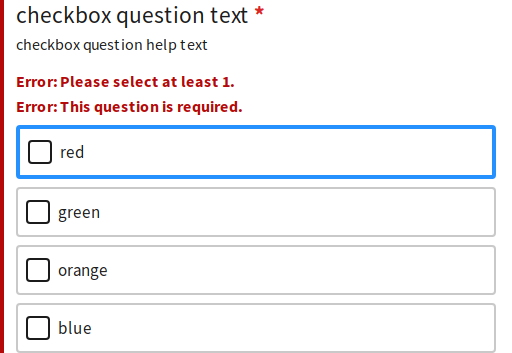 checkbox question text *
checkbox question help text
Error: Please select at least 1.
Error: This question is required.
red
green
orange
blue